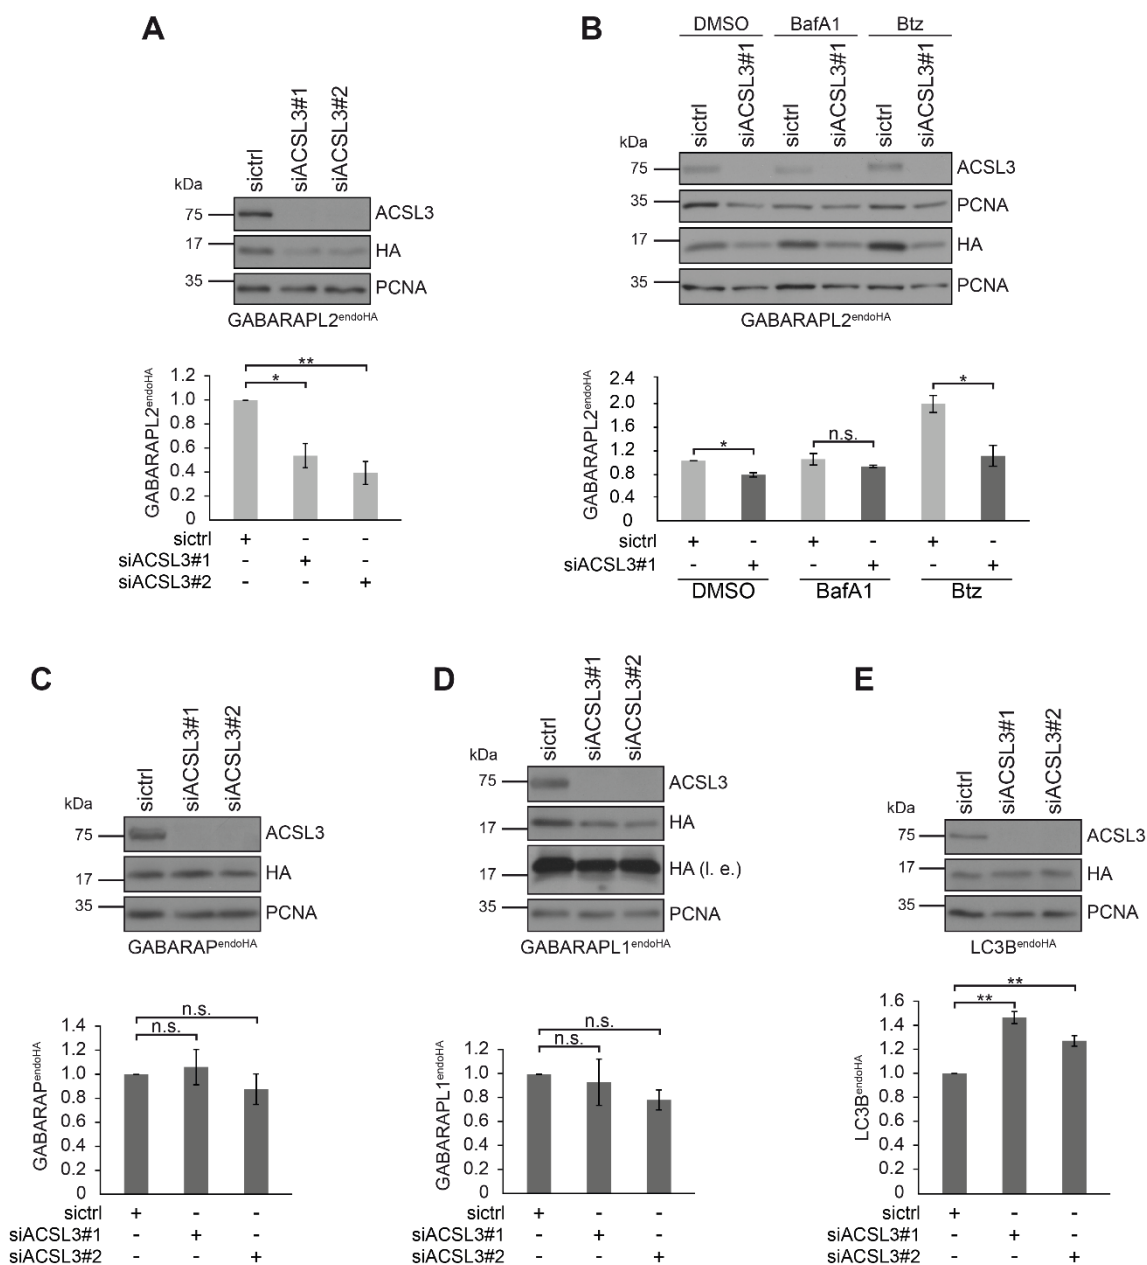 A
sictrl
siACSL3#1
siACSL3#2
kDa
75
ACSL3
17
HA
35
PCNA
GABARAPL2endoHA
GABARAPL2endoHA
1.2
1.0
0.8
0.6
0.4
0.2
0
*
**
sictrl + - -
siACSL3#1 - + -
siACSL3#2 - - +
B
DMSO BafA1 Btz
sictrl
siACSL3#1
sictrl
siACSL3#1
sictrl
siACSL3#1
kDa
75
ACSL3
35
PCNA
17
HA
35
PCNA
GABARAPL2endoHA
GABARAPL2endoHA
2.4
2.0
1.6
1.2
0.8
0.4
0
*
n.s.
*
sictrl + - + - + -
siACSL3#1 - + - + - +
DMSO BafA1 Btz
C
sictrl
siACSL3#1
siACSL3#2
kDa
75
ACSL3
17
HA
35
PCNA
GABARAPendoHA
GABARAPendoHA
1.4
1.2
1.0
0.8
0.6
0.4
0.2
0
n.s.
n.s.
sictrl + - -
siACSL3#1 - + -
siACSL3#2 - - +
D
sictrl
siACSL3#1
siACSL3#2
kDa
75
ACSL3
17
HA
17
HA (l. e.)
35
PCNA
GABARAPL1endoHA
GABARAPL1endoHA
1.2
1.0
0.8
0.6
0.4
0.2
0
n.s.
n.s.
sictrl + - -
siACSL3#1 - + -
siACSL3#2 - - +
E
sictrl
siACSL3#1
siACSL3#2
kDa
75
ACSL3
17
HA
35
PCNA
LC3BendoHA
LC3BendoHA
1.6
1.4
1.2
1.0
0.8
0.6
0.4
0.2
0
**
**
sictrl + - -
siACSL3#1 - + -
siACSL3#2 - - +